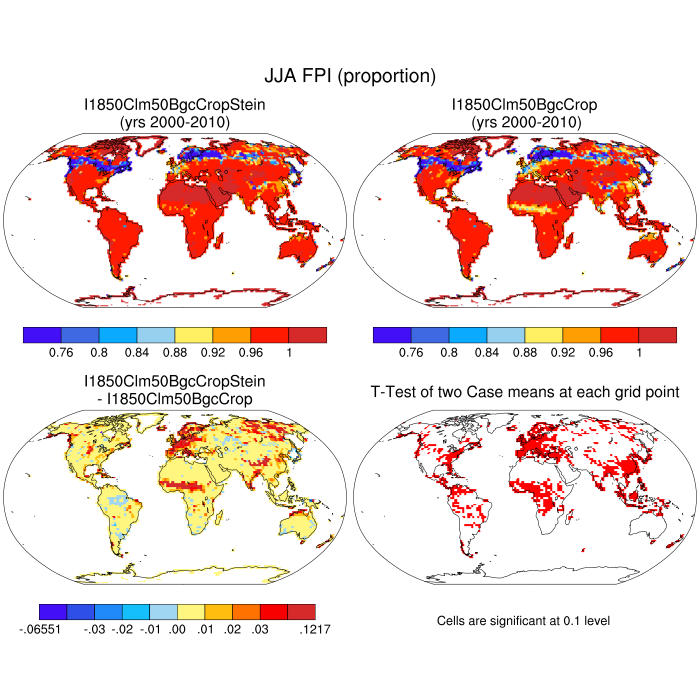 JJA FPI (proportion)
I1850Clm50BgcCropStein
(yrs 2000-2010)
I1850Clm50BgcCrop
(yrs 2000-2010)
0.76 0.8 0.84 0.88 0.92 0.96 1
0.76 0.8 0.84 0.88 0.92 0.96 1
I1850Clm50BgcCropStein
- I1850Clm50BgcCrop
T-Test of two Case means at each grid point
-.06551 -.03 -.02 -.01 .00 .01 .02 .03 .1217
Cells are significant at 0.1 level